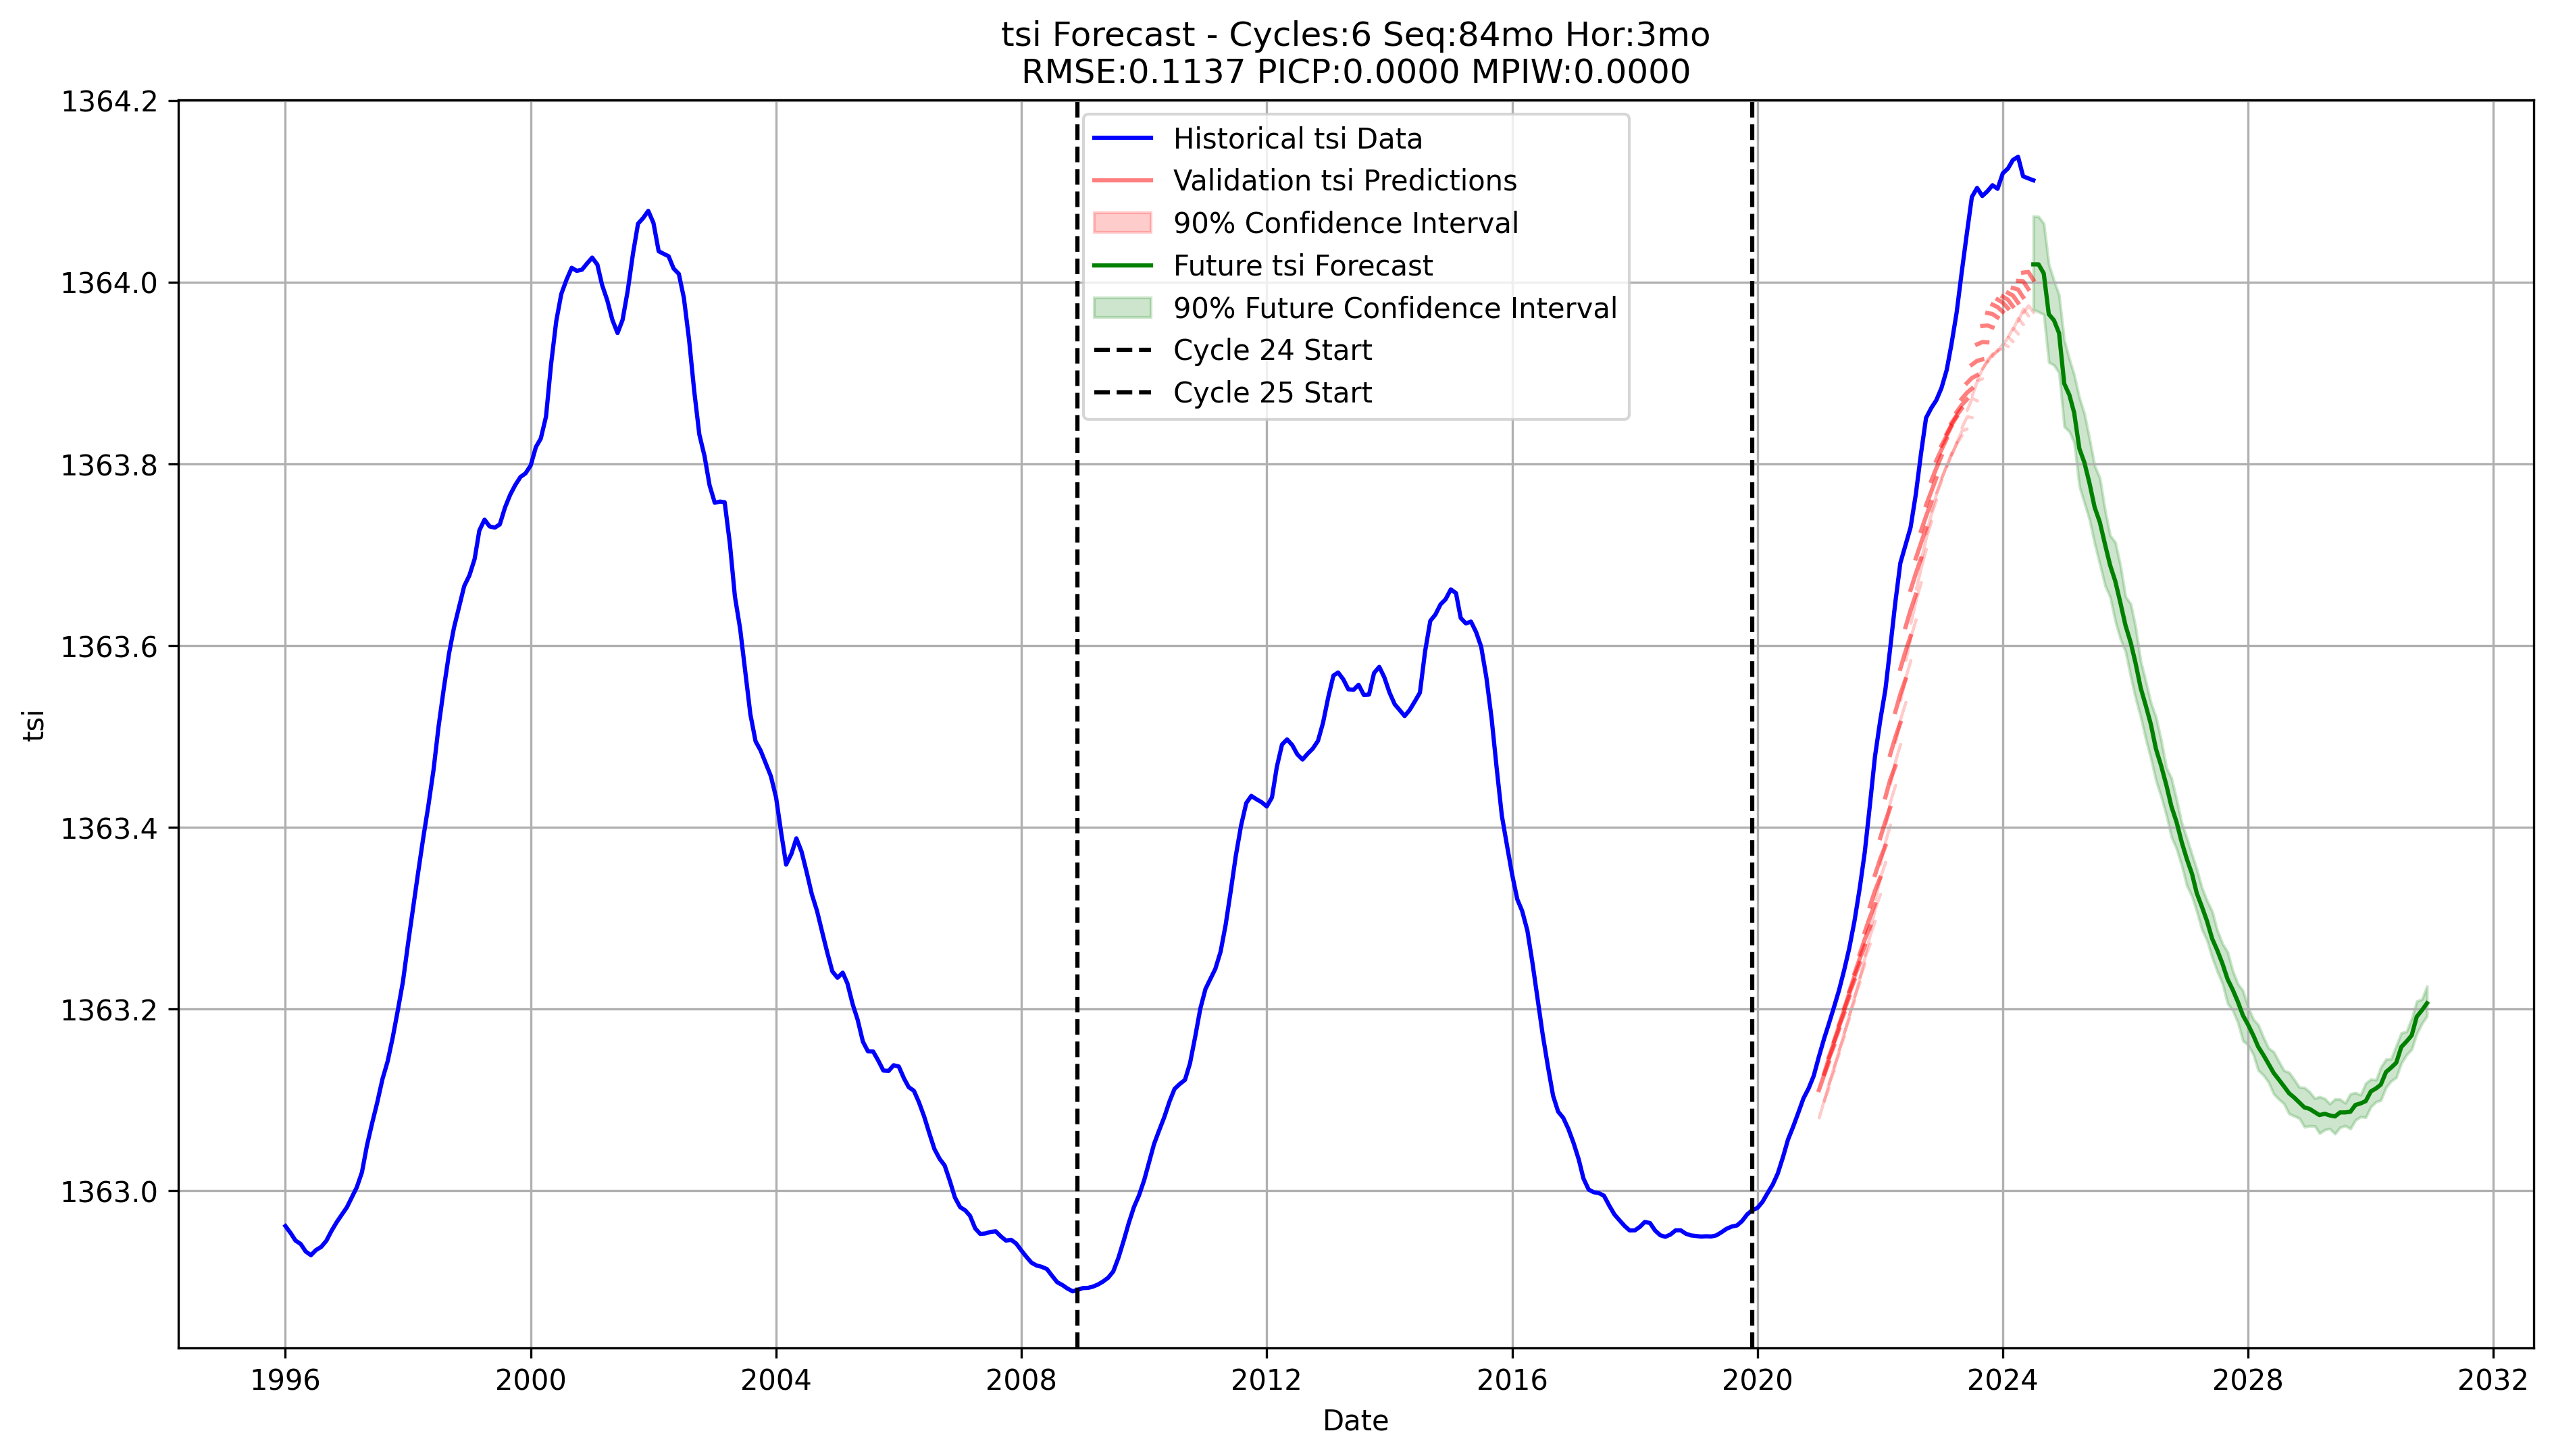 tsi Forecast - Cycles:6 Seq:84mo Hor:3mo
RMSE:0.1137 PICP:0.0000 MPIW:0.0000
1364.2
1364.0
1363.8
1363.6
1363.4
1363.2
1363.0
tsi
Historical tsi Data
Validation tsi Predictions
90% Confidence Interval
Future tsi Forecast
90% Future Confidence Interval
Cycle 24 Start
Cycle 25 Start
1996 2000 2004 2008 2012 2016 2020 2024 2028 2032
Date